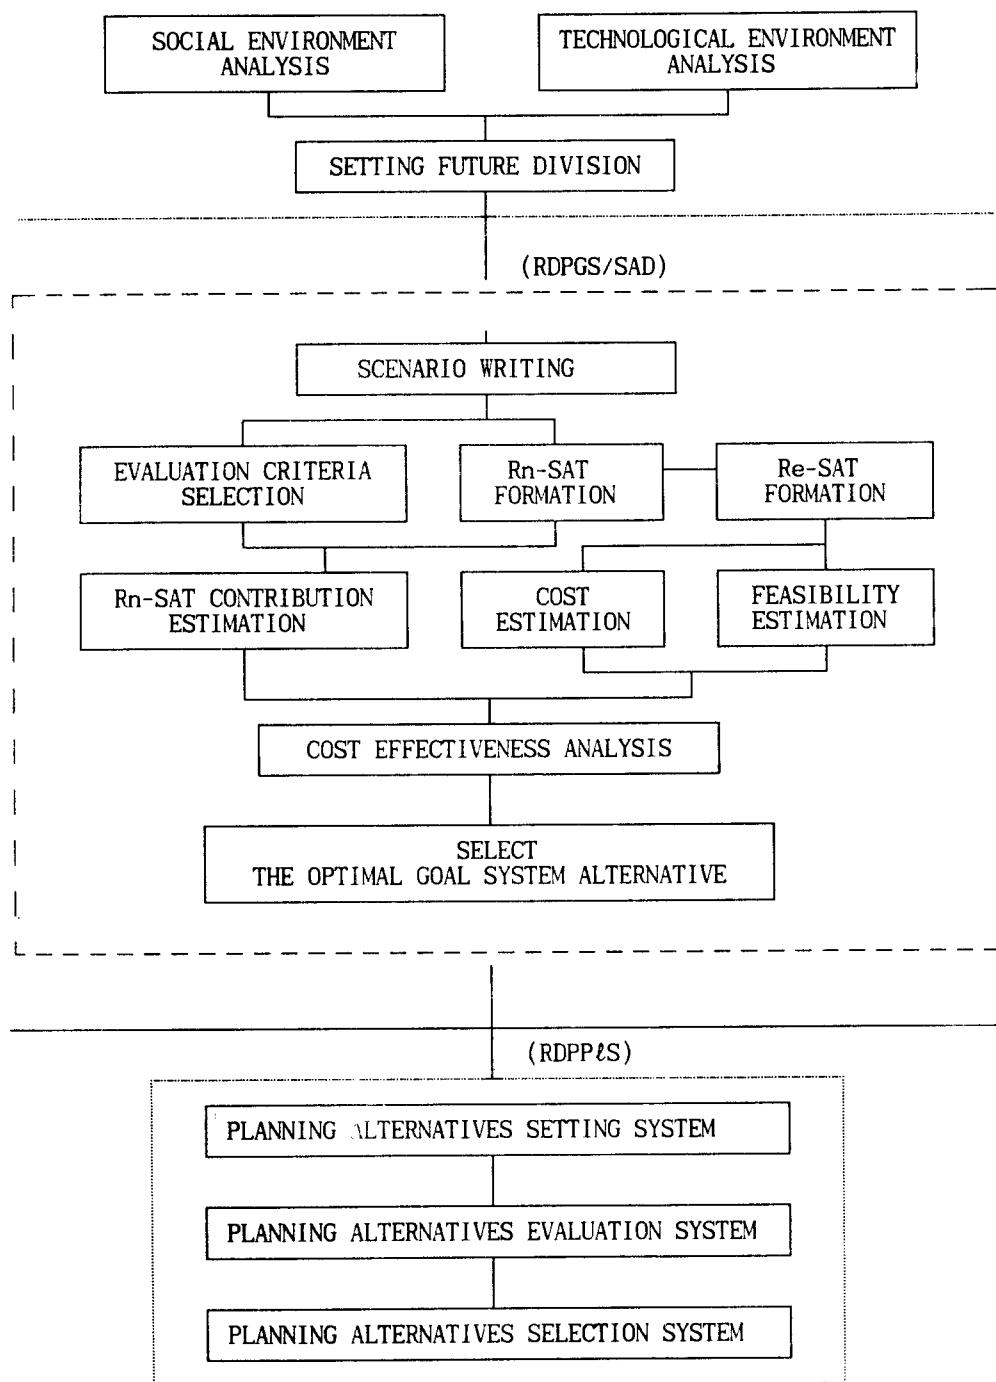 SOCIAL ENVIRONMENT
ANALYSIS
TECHNOLOGICAL ENVIRONMENT
ANALYSIS
SETTING FUTURE DIVISION
(RDPGS/SAD)
SCENARIO WRITING
EVALUATION CRITERIA
SELECTION
Rn-SAT
FORMATION
Re-SAT
FORMATION
Rn-SAT CONTRIBUTION
ESTIMATION
COST
ESTIMATION
FEASIBILITY
ESTIMATION
COST EFFECTIVENESS ANALYSIS
SELECT
THE OPTIMAL GOAL SYSTEM ALTERNATIVE
(RDPPℓS)
PLANNING ALTERNATIVES SETTING SYSTEM
PLANNING ALTERNATIVES EVALUATION SYSTEM
PLANNING ALTERNATIVES SELECTION SYSTEM